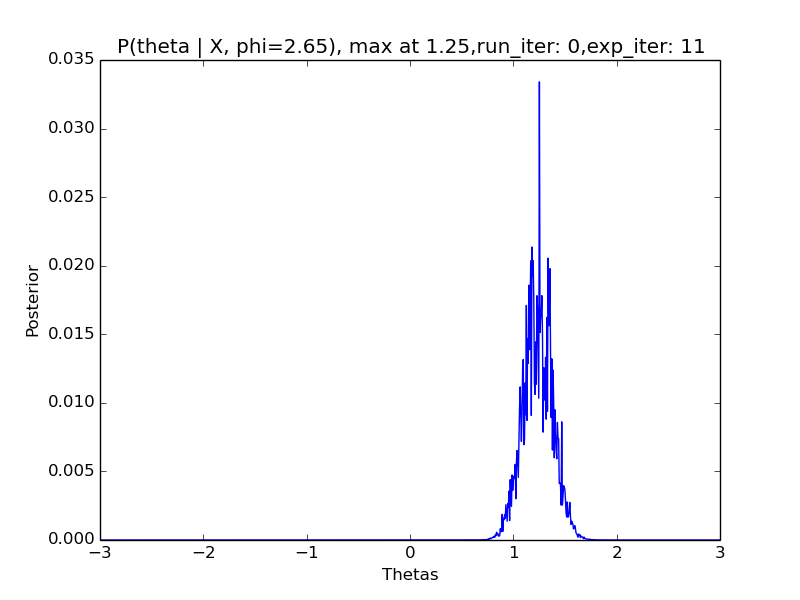 P(theta | X, phi=2.65), max at 1.25,run_iter: 0,exp_iter: 11
0.035
0.030
0.025
0.020
0.015
0.010
0.005
0.000
Posterior
−3 −2 −1 0 1 2 3
Thetas